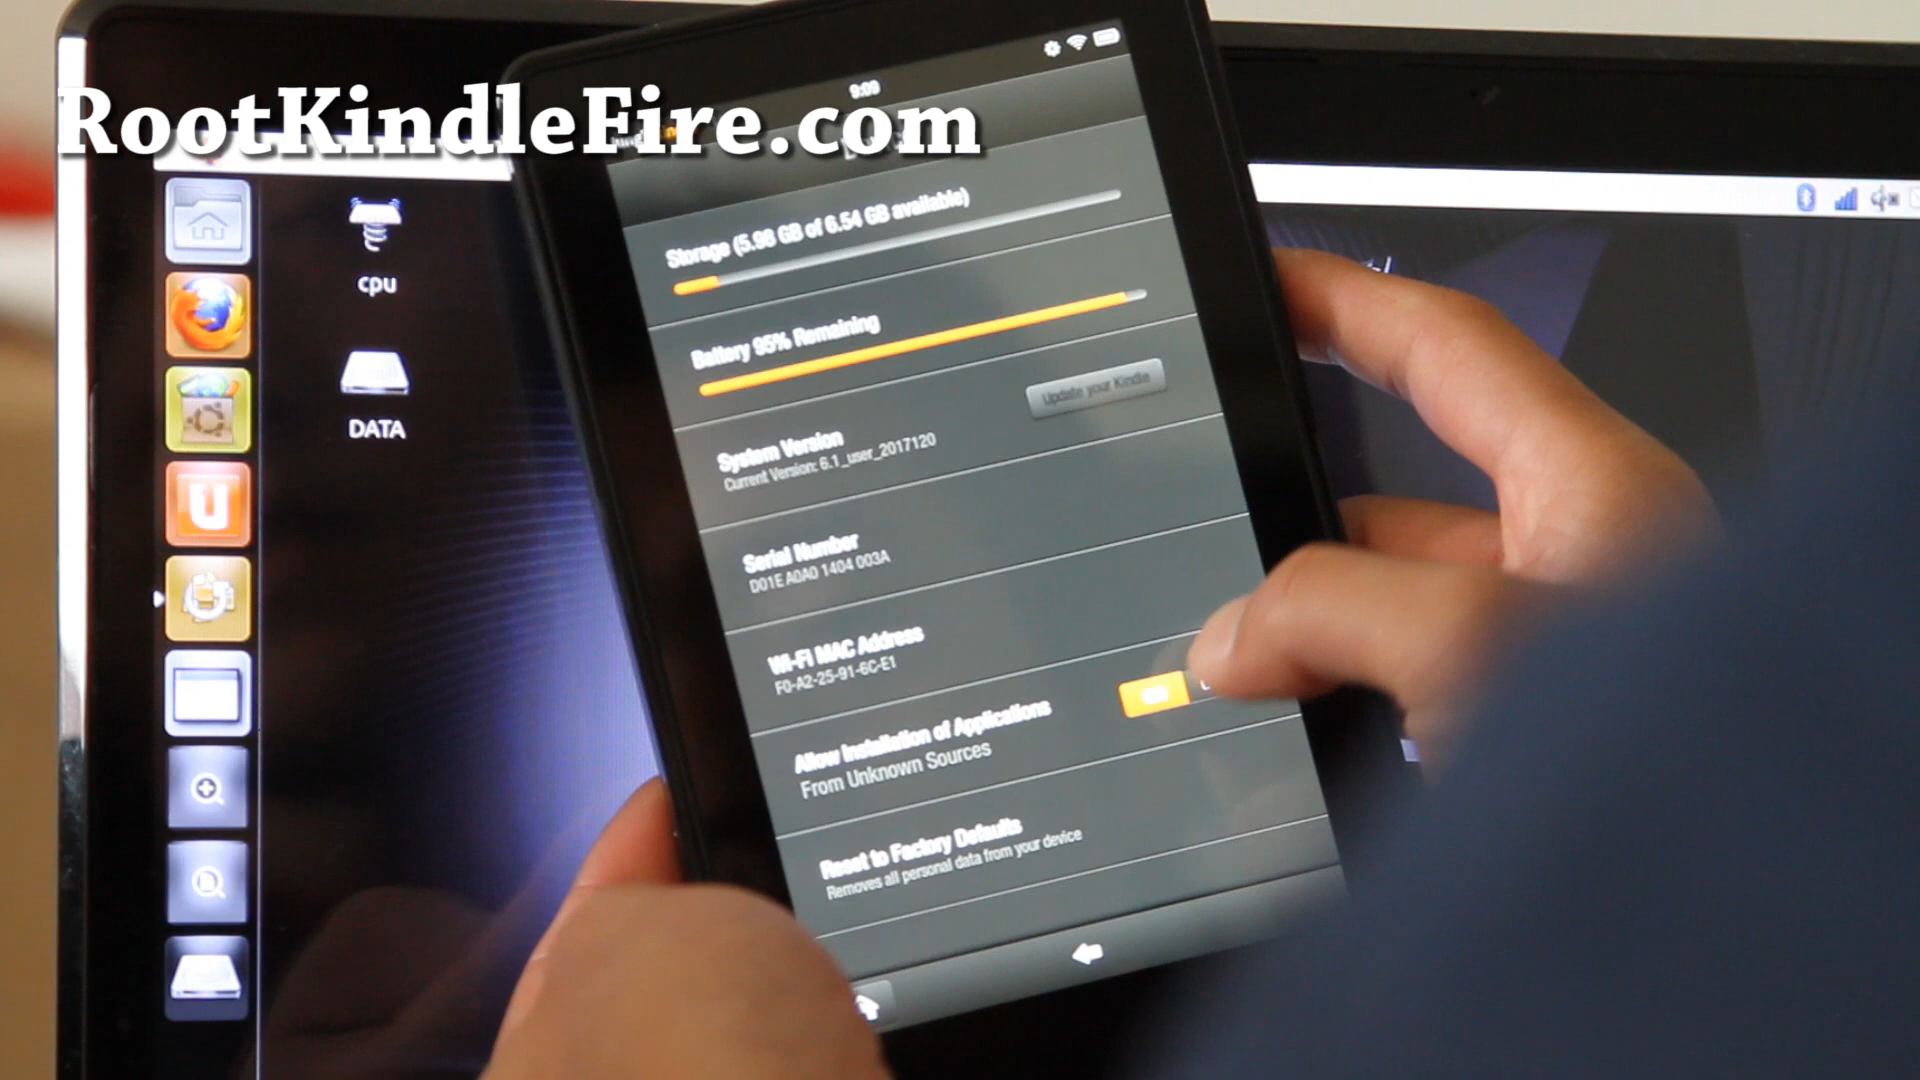 RootKindleFire.com
9:09
cpu
DATA
Storage (5.98 GB of 6.54 GB available)
Battery 95% Remaining
Update your Kindle
System Version
Current Version: 6.1_user_2017120
Serial Number
D01E A0A0 1404 003A
Wi-Fi MAC Address
F0-A2-25-91-6C-E1
Allow Installation of Applications
ON
From Unknown Sources
Reset to Factory Defaults
Removes all personal data from your device